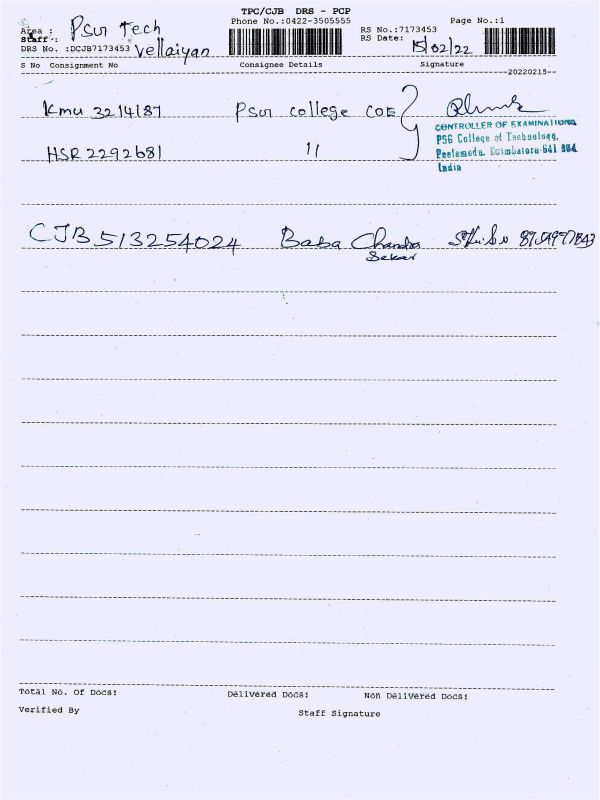 TPC/CJB DRS - PCP
Area : PSG Tech Phone No.:0422-3505555 RS No.:7173453 Page No.:1
Staff : Vellaiyan RS Date: 15/02/22
DRS No. :DCJB7173453
S No Consignment No Consignee Details Signature
--20220215--
KMU 3214187 PSG college COE
CONTROLLER OF EXAMINATIONS
PSG College of Technology,
HSR 2292681 11 Peelamedu, Coimbatore-641 004.
India
CJB 513254024 Baba Chandra
Sekar
Total No. Of Docs: Delivered Docs: Non Delivered Docs:
Verified By Staff Signature